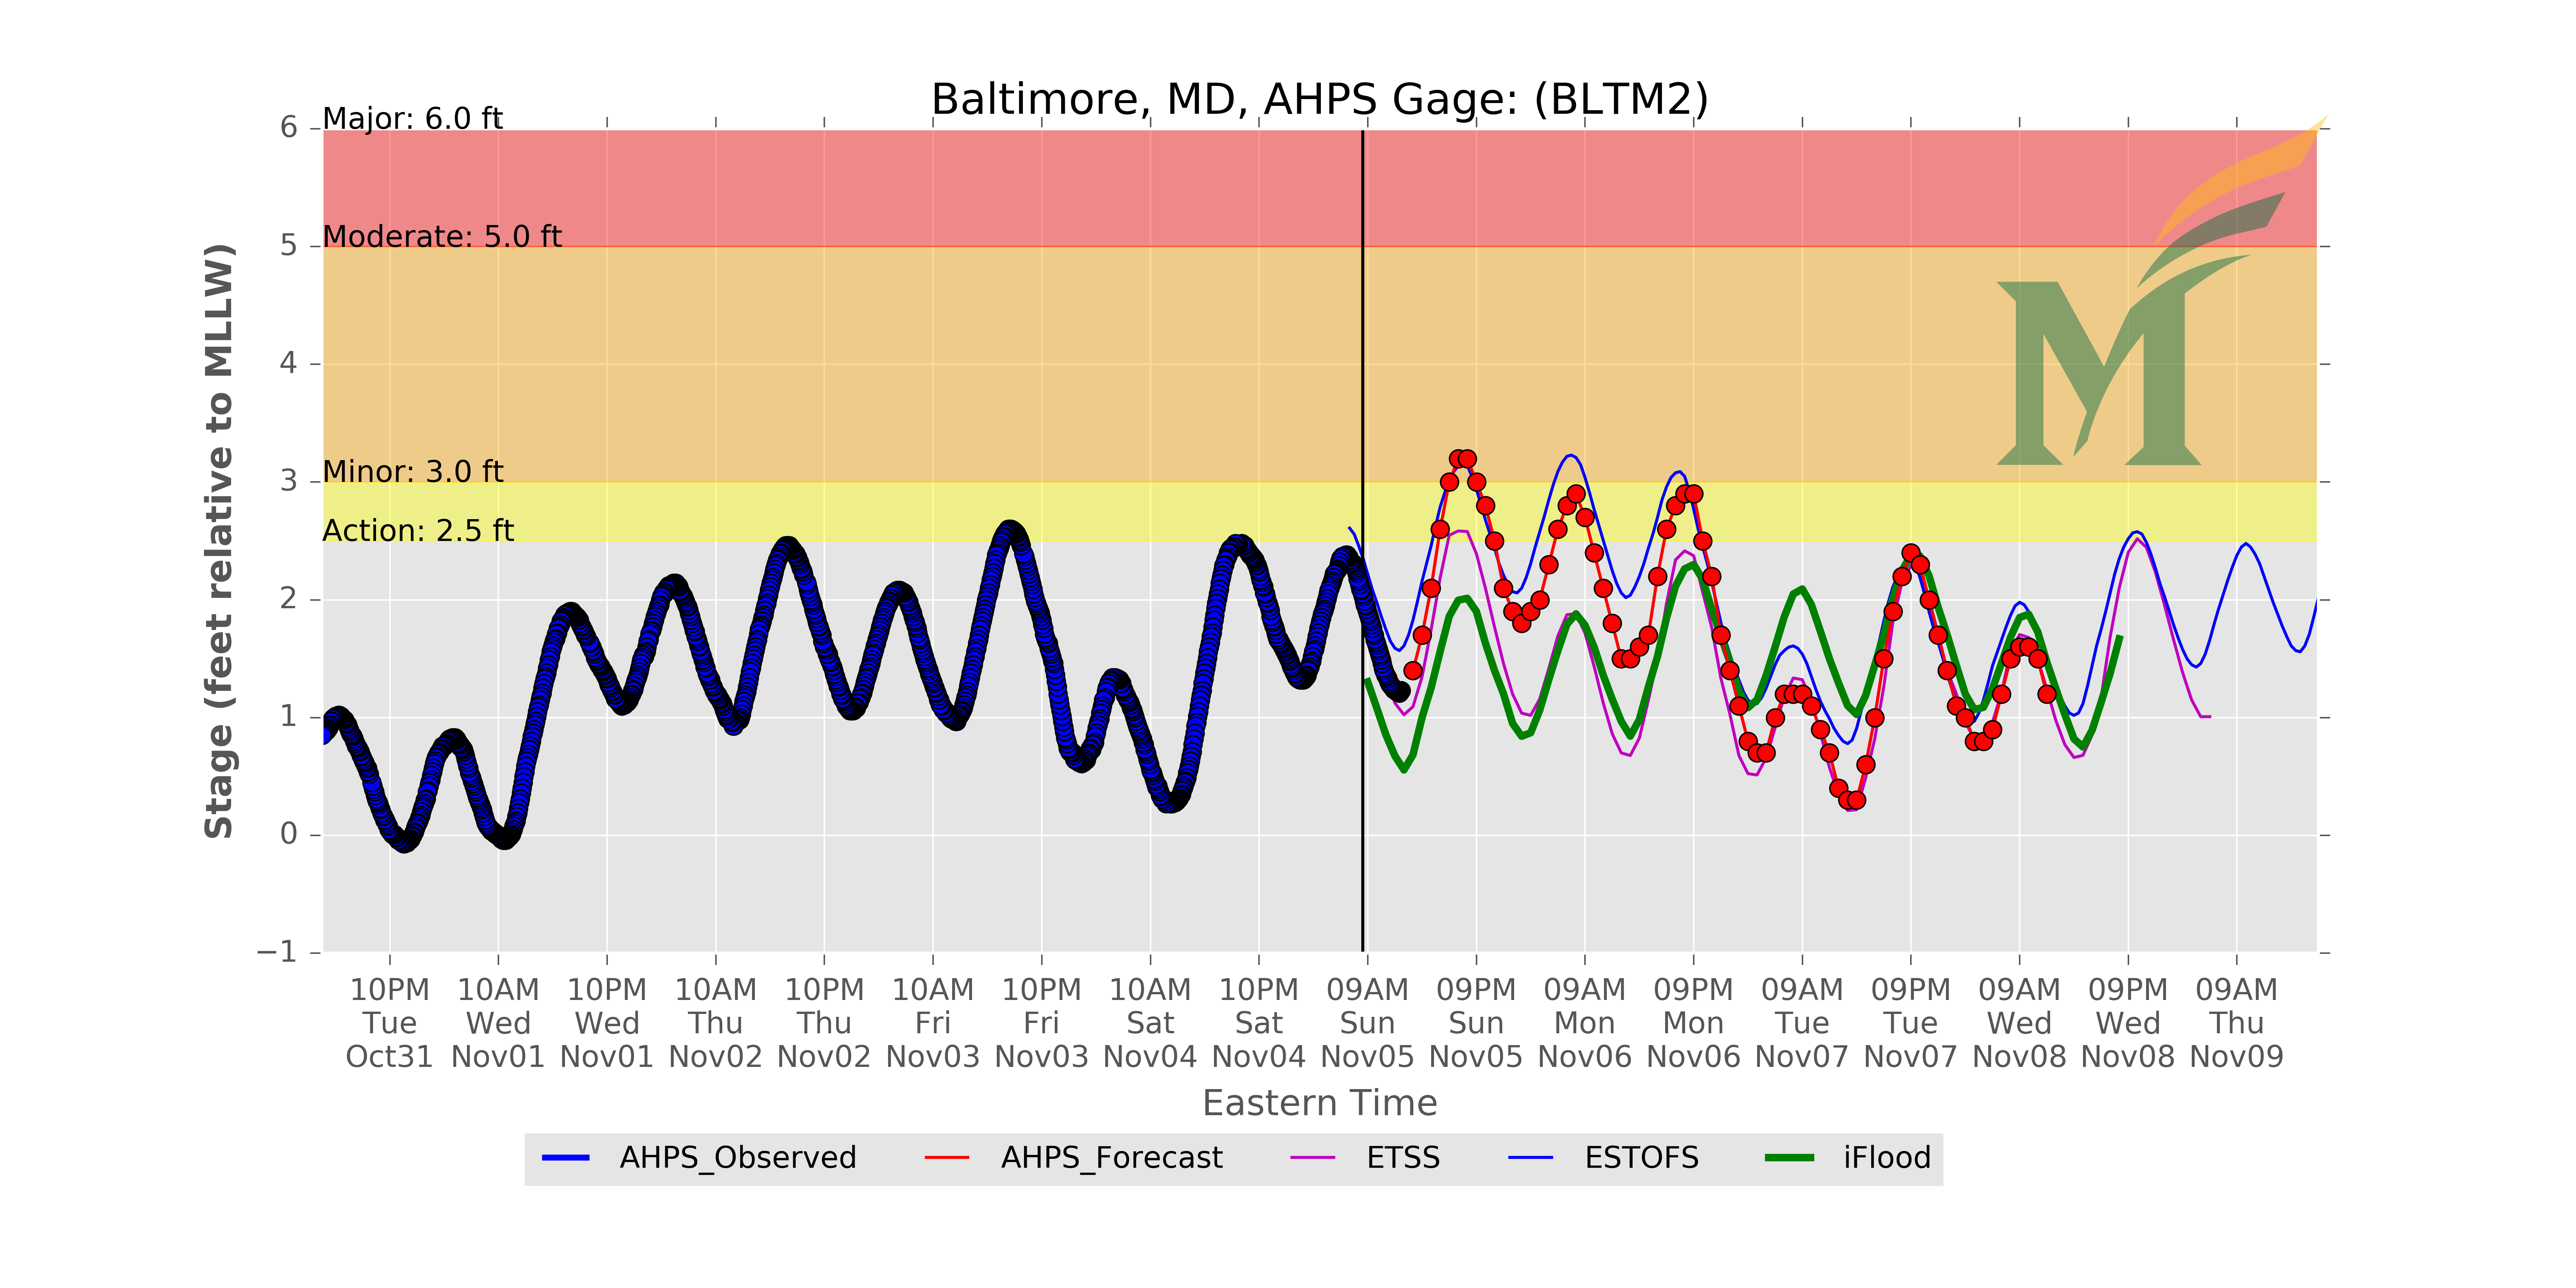 Baltimore, MD, AHPS Gage: (BLTM2)
Major: 6.0 ft
Moderate: 5.0 ft
Minor: 3.0 ft
Action: 2.5 ft
6
5
4
3
2
1
0
−1
Stage (feet relative to MLLW)
10PM 10AM 10PM 10AM 10PM 10AM 10PM 10AM 10PM 09AM 09PM 09AM 09PM 09AM 09PM 09AM 09PM 09AM
Tue Wed Wed Thu Thu Fri Fri Sat Sat Sun Sun Mon Mon Tue Tue Wed Wed Thu
Oct31 Nov01 Nov01 Nov02 Nov02 Nov03 Nov03 Nov04 Nov04 Nov05 Nov05 Nov06 Nov06 Nov07 Nov07 Nov08 Nov08 Nov09
Eastern Time
AHPS_Observed AHPS_Forecast ETSS ESTOFS iFlood
M